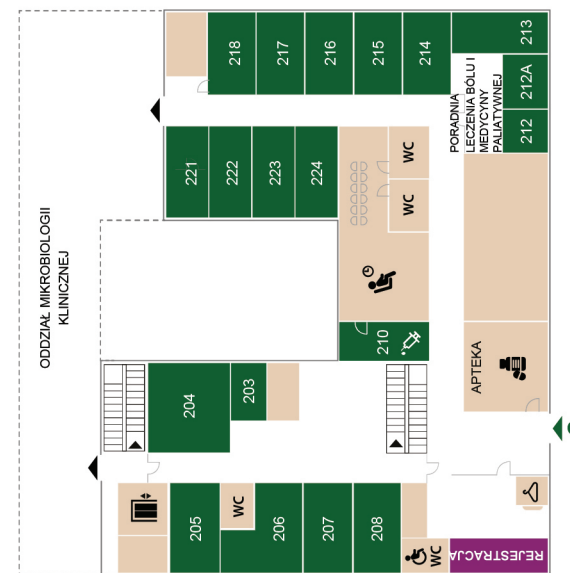 218
217
216
215
214
213
212A
212
PORADNIA
LECZENIA BÓLU I
MEDYCYNY
PALIATYWNEJ
221
222
223
224
WC
WC
ODDZIAŁ MIKROBIOLOGII
KLINICZNEJ
210
APTEKA
204
203
205
WC
206
207
208
WC
REJESTRACJA